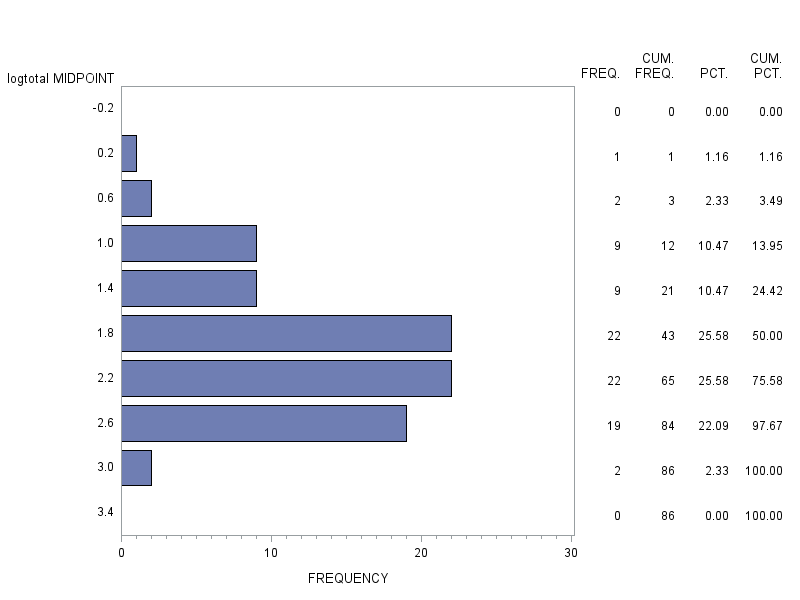 CUM. CUM.
logtotal MIDPOINT FREQ. FREQ. PCT. PCT.
-0.2 0 0 0.00 0.00
0.2 1 1 1.16 1.16
0.6 2 3 2.33 3.49
1.0 9 12 10.47 13.95
1.4 9 21 10.47 24.42
1.8 22 43 25.58 50.00
2.2 22 65 25.58 75.58
2.6 19 84 22.09 97.67
3.0 2 86 2.33 100.00
3.4 0 86 0.00 100.00
0 10 20 30
FREQUENCY